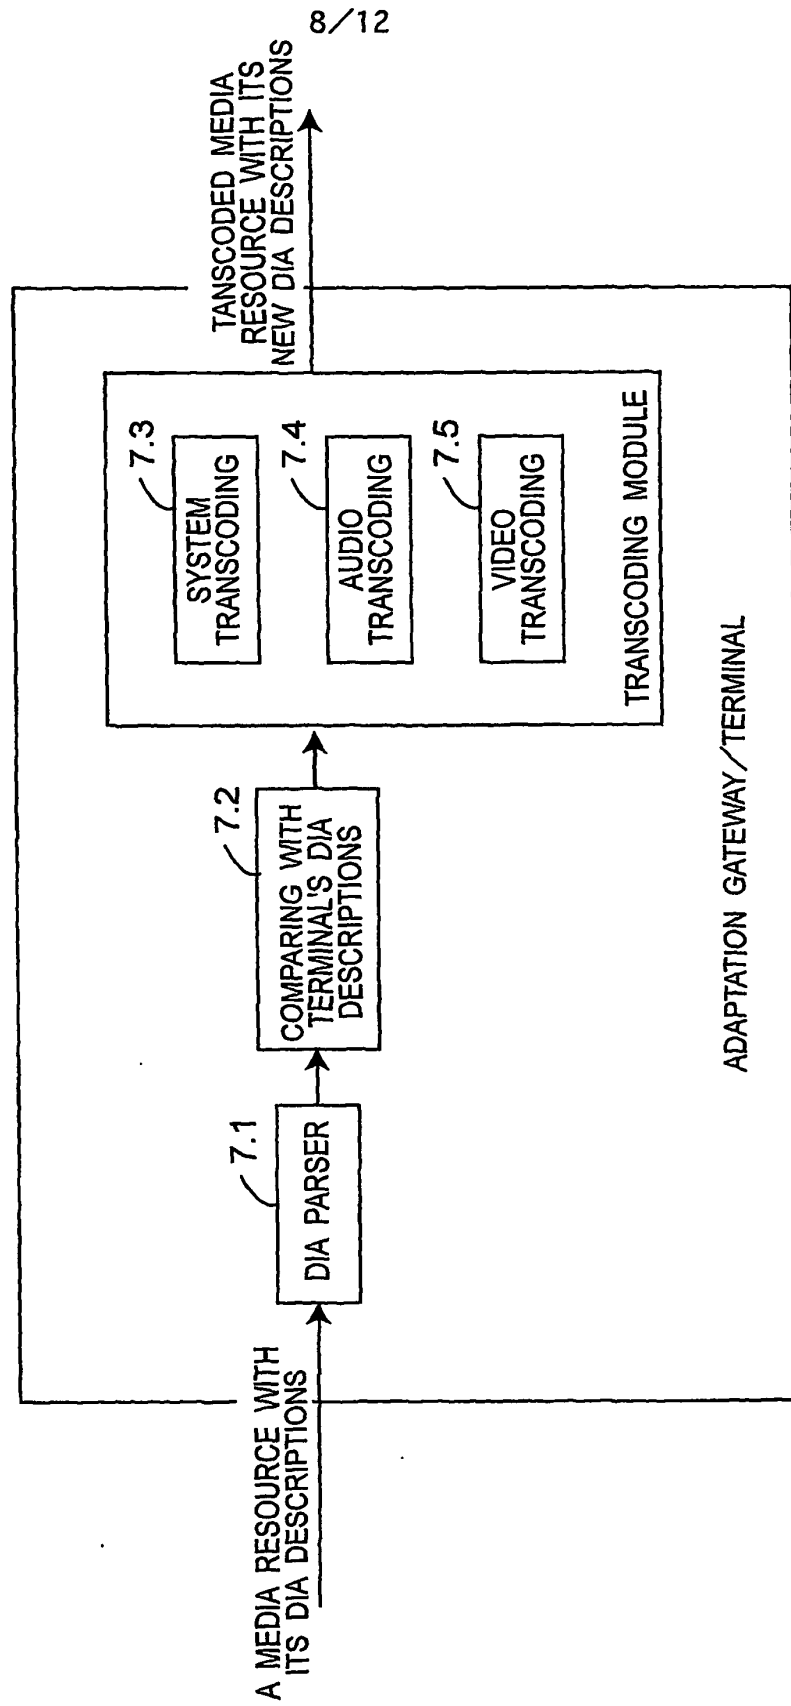 8/12
A MEDIA RESOURCE WITH
ITS DIA DESCRIPTIONS
7.1
DIA PARSER
7.2
COMPARING WITH
TERMINAL'S DIA
DESCRIPTIONS
7.3
SYSTEM
TRANSCODING
7.4
AUDIO
TRANSCODING
7.5
VIDEO
TRANSCODING
TRANSCODING MODULE
TANSCODED MEDIA
RESOURCE WITH ITS
NEW DIA DESCRIPTIONS
ADAPTATION GATEWAY/TERMINAL